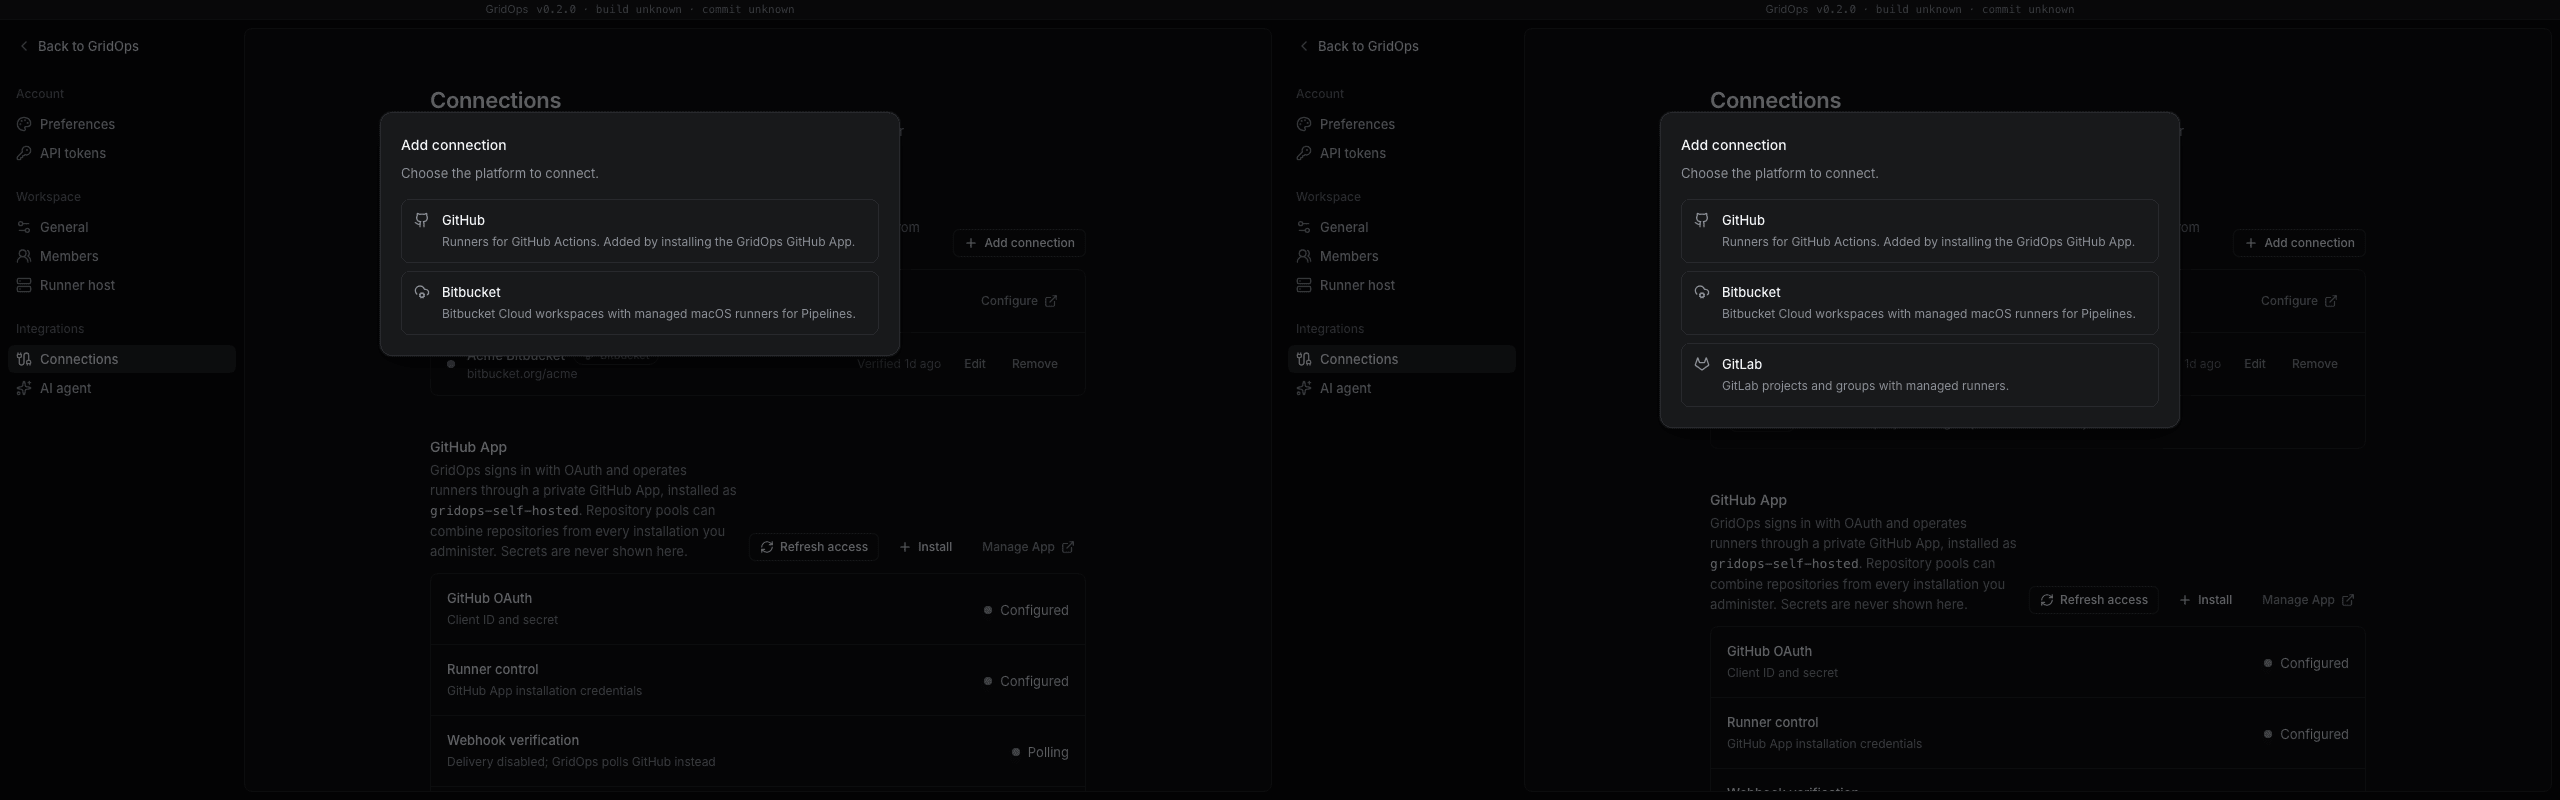 GridOps v0.2.0 · build unknown · commit unknown
Back to GridOps
Account
Preferences
API tokens
Workspace
General
Members
Runner host
Integrations
Connections
AI agent
Connections
Add connection
Choose the platform to connect.
GitHub
Runners for GitHub Actions. Added by installing the GridOps GitHub App.
Bitbucket
Bitbucket Cloud workspaces with managed macOS runners for Pipelines.
Add connection
Configure
Acme Bitbucket
bitbucket.org/acme
Verified 1d ago
Edit
Remove
GitHub App
GridOps signs in with OAuth and operates
runners through a private GitHub App, installed as
gridops-self-hosted. Repository pools can
combine repositories from every installation you
administer. Secrets are never shown here.
Refresh access
Install
Manage App
GitHub OAuth
Client ID and secret
Configured
Runner control
GitHub App installation credentials
Configured
Webhook verification
Delivery disabled; GridOps polls GitHub instead
Polling
GridOps v0.2.0 · build unknown · commit unknown
Back to GridOps
Account
Preferences
API tokens
Workspace
General
Members
Runner host
Integrations
Connections
AI agent
Connections
Add connection
Choose the platform to connect.
GitHub
Runners for GitHub Actions. Added by installing the GridOps GitHub App.
Bitbucket
Bitbucket Cloud workspaces with managed macOS runners for Pipelines.
GitLab
GitLab projects and groups with managed runners.
Add connection
Configure
1d ago
Edit
Remove
GitHub App
GridOps signs in with OAuth and operates
runners through a private GitHub App, installed as
gridops-self-hosted. Repository pools can
combine repositories from every installation you
administer. Secrets are never shown here.
Refresh access
Install
Manage App
GitHub OAuth
Client ID and secret
Configured
Runner control
GitHub App installation credentials
Configured
Webhook verification